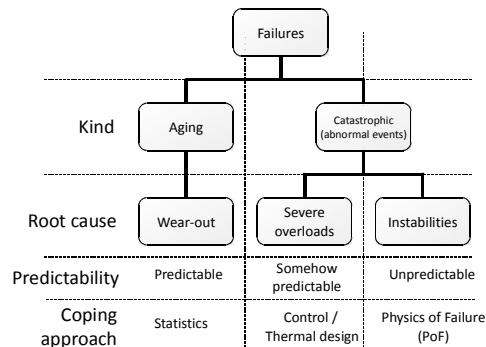 Failures
Kind
Aging
Catastrophic
(abnormal events)
Root cause
Wear-out
Severe
overloads
Instabilities
Predictability
Predictable
Somehow
predictable
Unpredictable
Coping
approach
Statistics
Control /
Thermal design
Physics of Failure
(PoF)